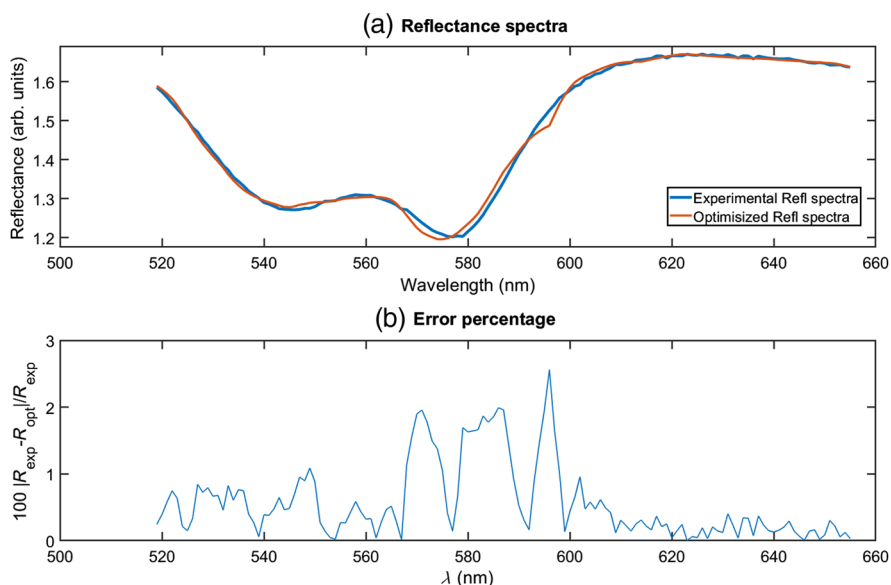 (a) Reflectance spectra
Reflectance (arb. units)
1.6
1.5
1.4
1.3
1.2
Experimental Refl spectra
Optimisized Refl spectra
500 520 540 560 580 600 620 640 660
Wavelength (nm)
(b) Error percentage
100 |Rexp-Ropt|/Rexp
3
2
1
0
500 520 540 560 580 600 620 640 660
λ (nm)